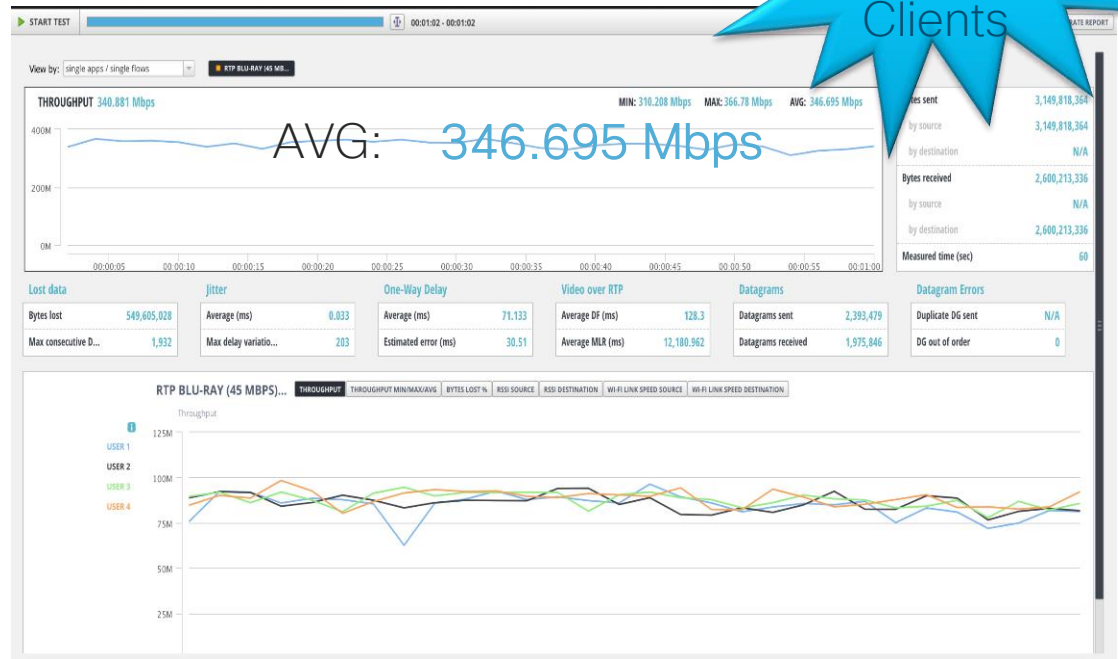 Clients
START TEST
00:01:02 - 00:01:02
RATE REPORT
View by: single apps / single flows
RTP BLU-RAY (45 MB...
THROUGHPUT 340.881 Mbps
MIN: 310.208 Mbps MAX: 366.78 Mbps AVG: 346.695 Mbps
AVG: 346.695 Mbps
400M
200M
0M
00:00:05 00:00:10 00:00:15 00:00:20 00:00:25 00:00:30 00:00:35 00:00:40 00:00:45 00:00:50 00:00:55 00:01:00
tes sent 3,149,818,364
by source 3,149,818,364
by destination N/A
Bytes received 2,600,213,336
by source N/A
by destination 2,600,213,336
Measured time (sec) 60
Lost data
Bytes lost 549,605,028
Max consecutive D... 1,932
Jitter
Average (ms) 0.033
Max delay variatio... 203
One-Way Delay
Average (ms) 71.133
Estimated error (ms) 30.51
Video over RTP
Average DF (ms) 128.3
Average MLR (ms) 12,180.962
Datagrams
Datagrams sent 2,393,479
Datagrams received 1,975,846
Datagram Errors
Duplicate DG sent N/A
DG out of order 0
RTP BLU-RAY (45 MBPS)... THROUGHPUT THROUGHPUT MIN/MAX/AVG BYTES LOST % RSSI SOURCE RSSI DESTINATION WI-FI LINK SPEED SOURCE WI-FI LINK SPEED DESTINATION
Throughput
USER 1
USER 2
USER 3
USER 4
125M
100M
75M
50M
25M